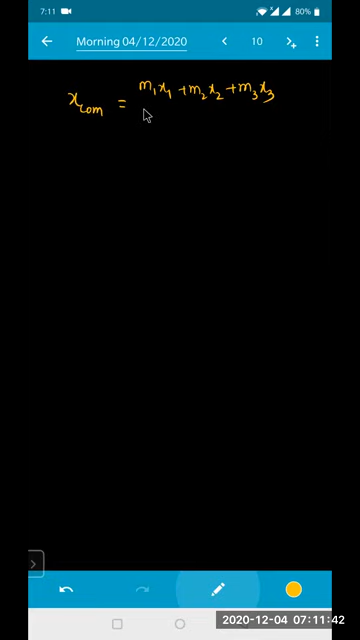 7:11 80%
Morning 04/12/2020 10
x_com = m₁x₁ + m₂x₂ + m₃x₃
2020-12-04 07:11:42